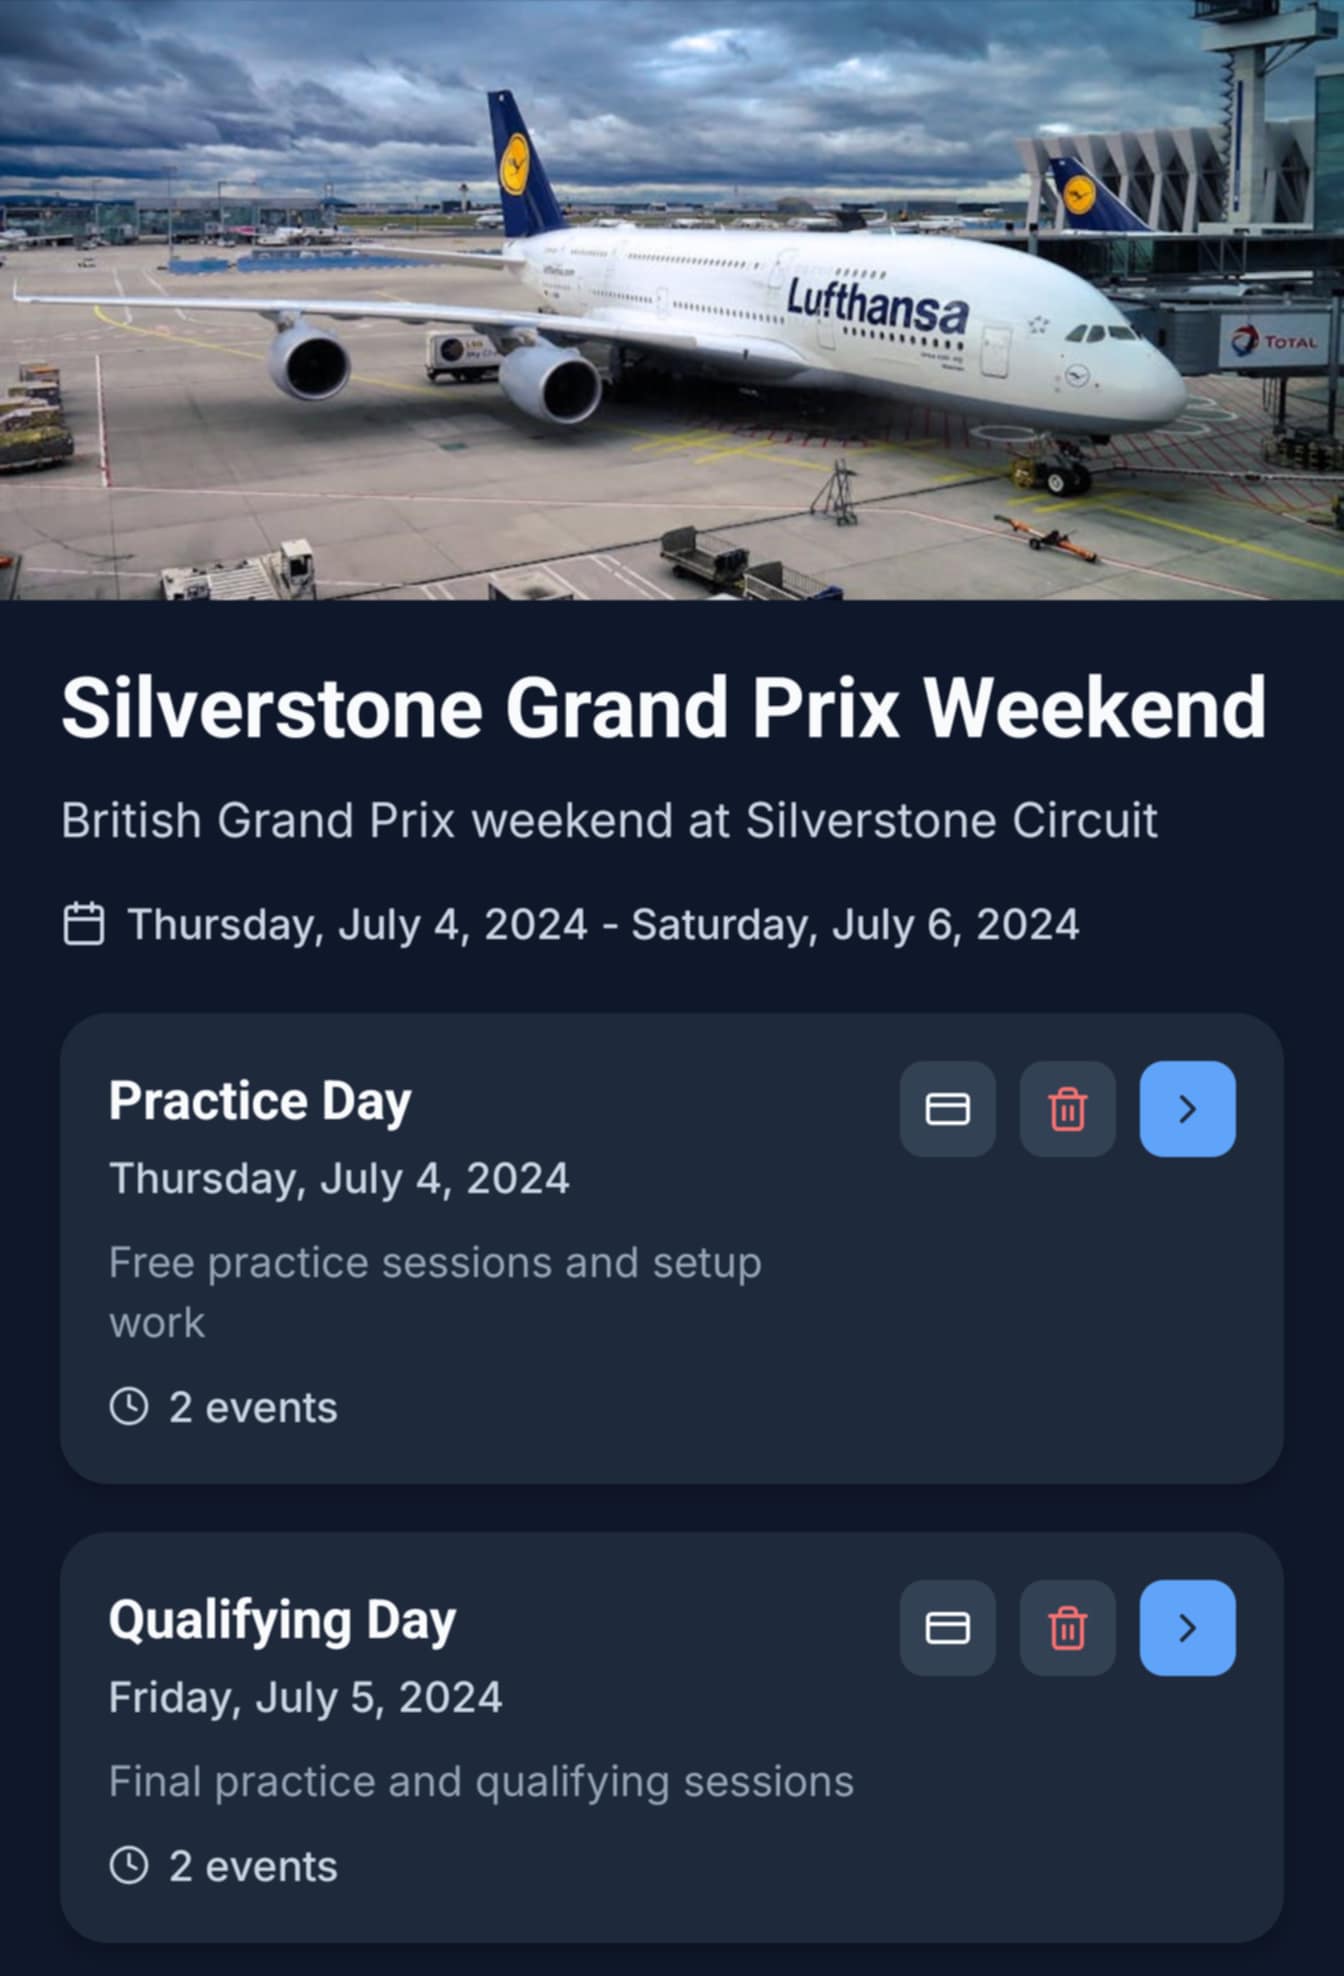 Lufthansa
TOTAL
Silverstone Grand Prix Weekend
British Grand Prix weekend at Silverstone Circuit
Thursday, July 4, 2024 - Saturday, July 6, 2024
Practice Day
Thursday, July 4, 2024
Free practice sessions and setup
work
2 events
Qualifying Day
Friday, July 5, 2024
Final practice and qualifying sessions
2 events